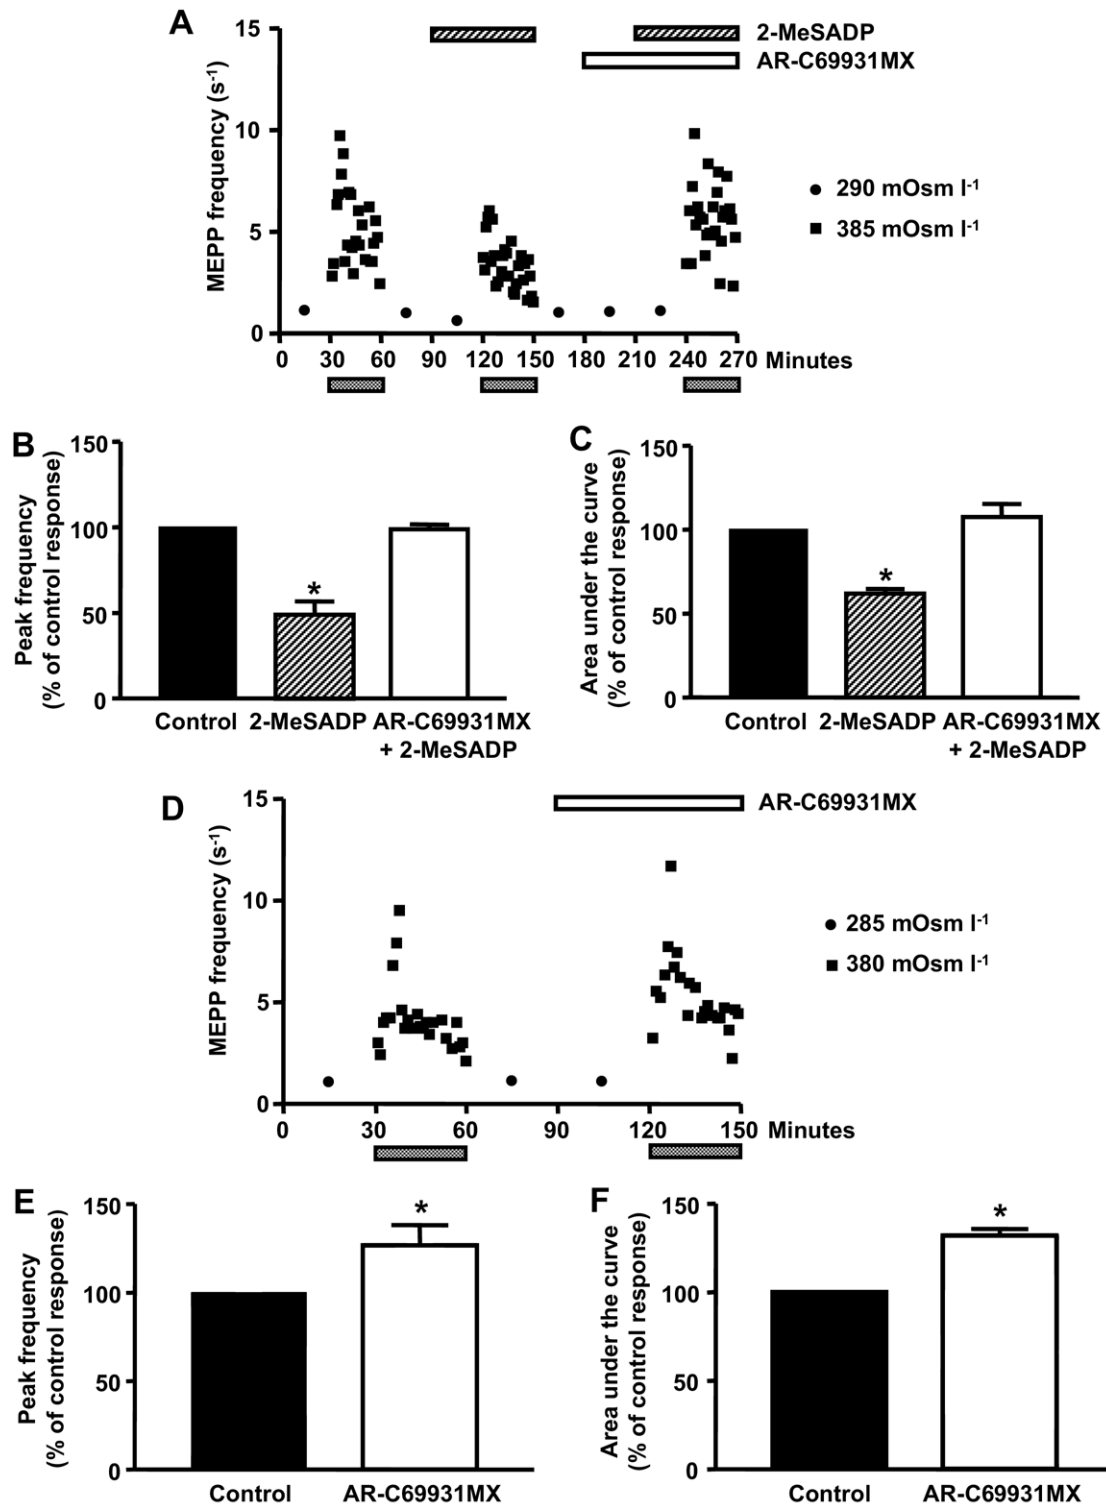 A
15
10
5
0
MEPP frequency (s-1)
2-MeSADP
AR-C69931MX
290 mOsm l-1
385 mOsm l-1
0 30 60 90 120 150 180 210 240 270 Minutes
B
150
100
50
0
Peak frequency
(% of control response)
*
Control 2-MeSADP AR-C69931MX
+ 2-MeSADP
C
150
100
50
0
Area under the curve
(% of control response)
*
Control 2-MeSADP AR-C69931MX
+ 2-MeSADP
D
15
10
5
0
MEPP frequency (s-1)
AR-C69931MX
285 mOsm l-1
380 mOsm l-1
0 30 60 90 120 150 Minutes
E
150
100
50
0
Peak frequency
(% of control response)
*
Control AR-C69931MX
F
150
100
50
0
Area under the curve
(% of control response)
*
Control AR-C69931MX